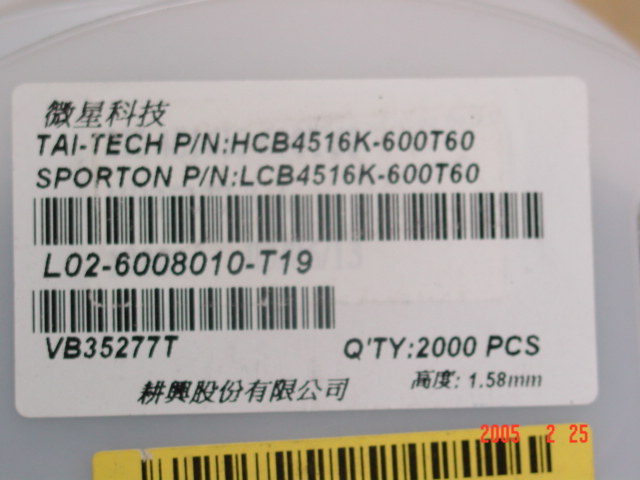 微星科技
TAI-TECH P/N:HCB4516K-600T60
SPORTON P/N:LCB4516K-600T60
L02-6008010-T19
VB35277T
Q'TY:2000 PCS
耕興股份有限公司
高度: 1.58mm
2005 2 25